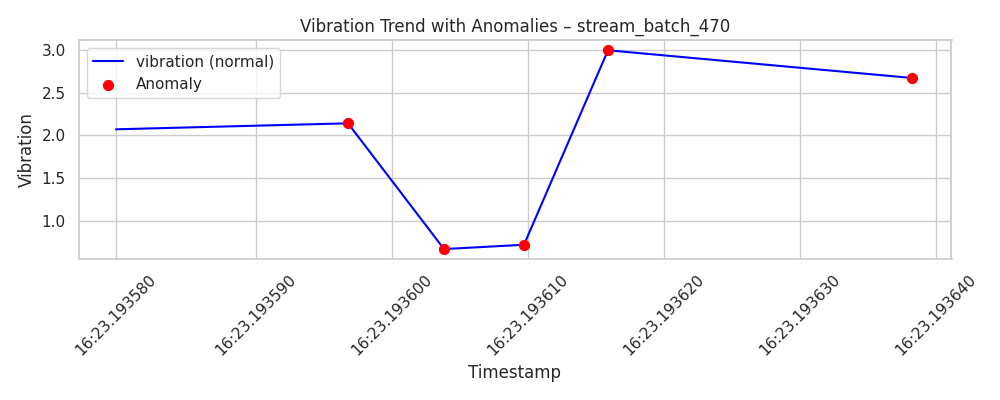 Vibration Trend with Anomalies – stream_batch_470
vibration (normal)
Anomaly
Vibration
3.0
2.5
2.0
1.5
1.0
16:23.193580
16:23.193590
16:23.193600
16:23.193610
16:23.193620
16:23.193630
16:23.193640
Timestamp